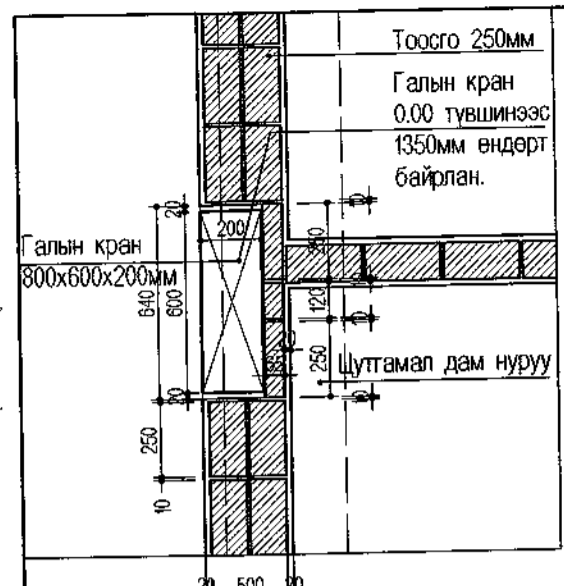 Тоосго 250мм
Галын кран
0.00 түвшинээс
1350мм өндөрт
байрлан.
20
200
250
Галын кран
800x600x200мм
640
600
120
250
Цутгамал дам нуруу
20
250
10
20 500 20